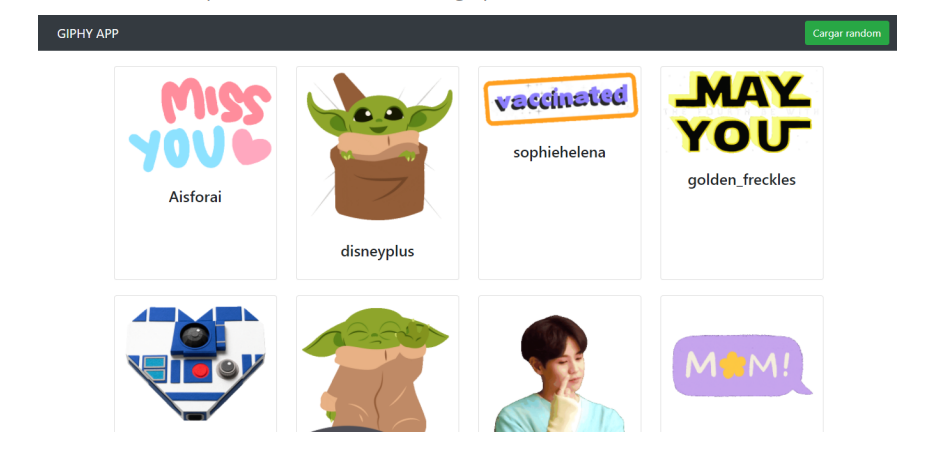 GIPHY APP
Cargar random
MISS
YOU
Aisforai
disneyplus
vaccinated
sophiehelena
MAY
YOU
golden_freckles
M M!